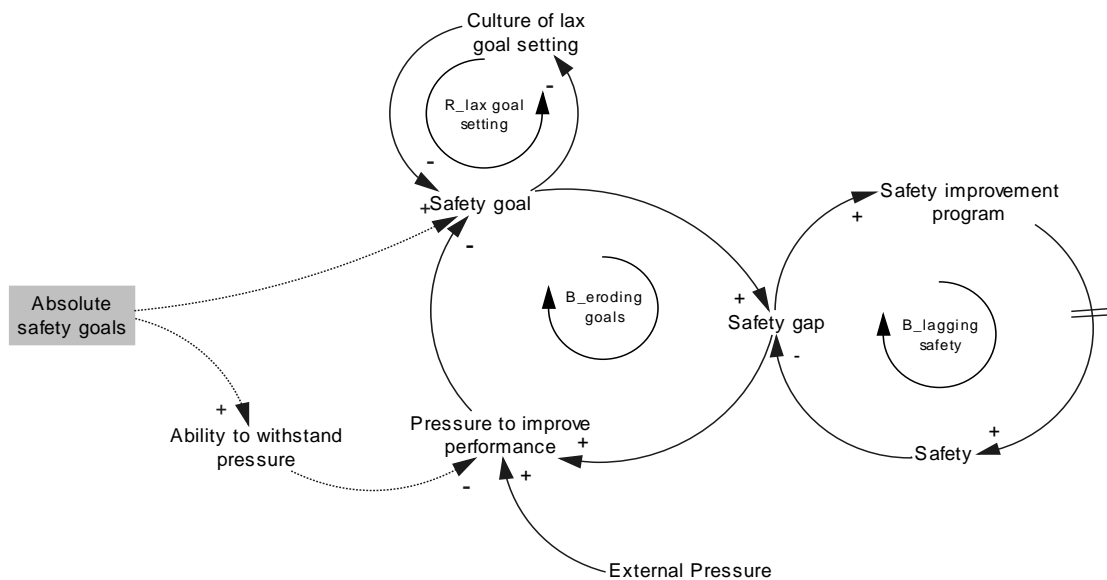 Culture of lax
goal setting
-
R_lax goal
setting
-
Safety goal
+
-
Safety improvement
program
+
Absolute
safety goals
B_eroding
goals
+
Safety gap
-
B_lagging
safety
+
Ability to withstand
pressure
Pressure to improve
performance
+
-
+
+
Safety
External Pressure